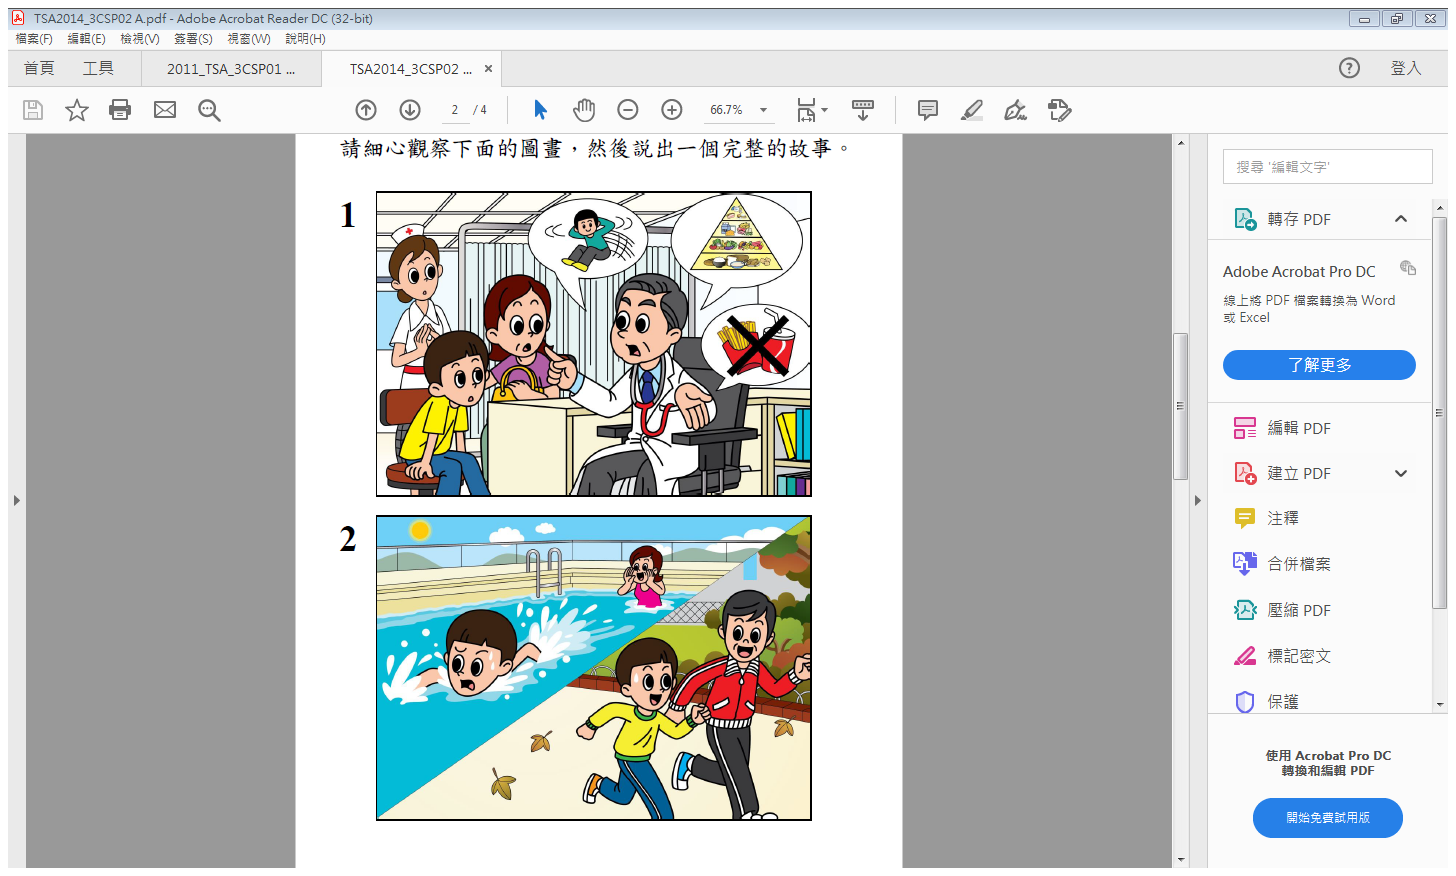 TSA2014_3CSP02 A.pdf - Adobe Acrobat Reader DC (32-bit)
檔案(F) 編輯(E) 檢視(V) 簽署(S) 視窗(W) 說明(H)
首頁 工具 2011_TSA_3CSP01 ... TSA2014_3CSP02 ... × 登入
2 / 4 66.7%
請細心觀察下面的圖畫，然後説出一個完整的故事。
1
2
搜尋 '編輯文字'
轉存 PDF
Adobe Acrobat Pro DC
線上將 PDF 檔案轉換為 Word
或 Excel
了解更多
編輯 PDF
建立 PDF
注釋
合併檔案
壓縮 PDF
標記密文
保護
使用 Acrobat Pro DC
轉換和編輯 PDF
開始免費試用版